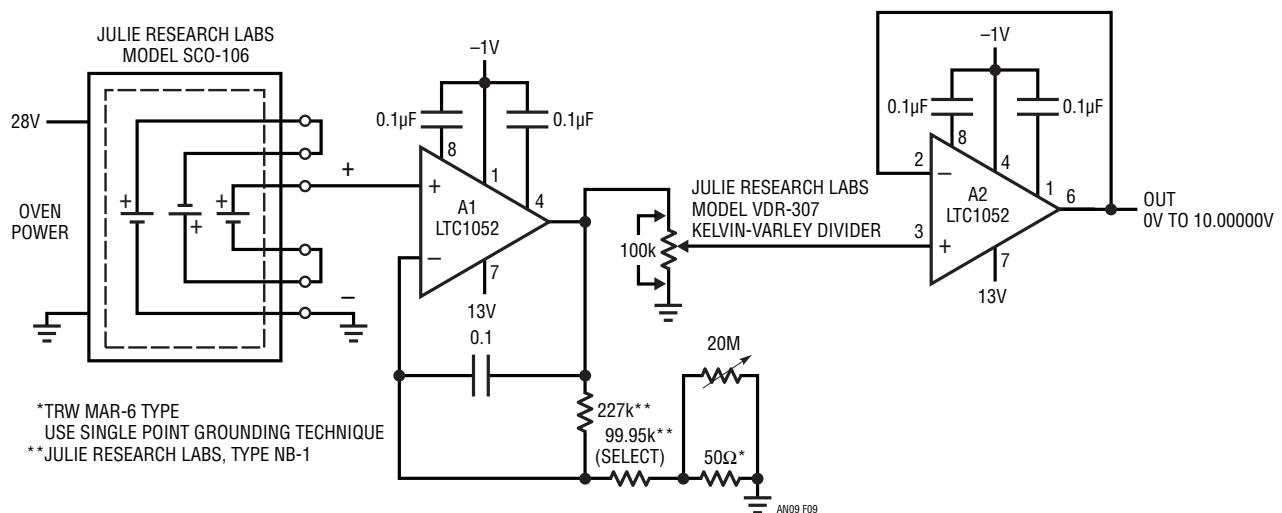 JULIE RESEARCH LABS
MODEL SCO-106
28V
OVEN
POWER
+
+
+
+
–
–1V
0.1µF
0.1µF
8
1
4
+
A1
LTC1052
–
7
13V
0.1
227k**
99.95k**
(SELECT)
20M
50Ω*
JULIE RESEARCH LABS
MODEL VDR-307
KELVIN-VARLEY DIVIDER
100k
–1V
0.1µF
0.1µF
8
4
1
2
–
A2
LTC1052
6
3
+
7
13V
OUT
0V TO 10.00000V
*TRW MAR-6 TYPE
USE SINGLE POINT GROUNDING TECHNIQUE
**JULIE RESEARCH LABS, TYPE NB-1
AN09 F09